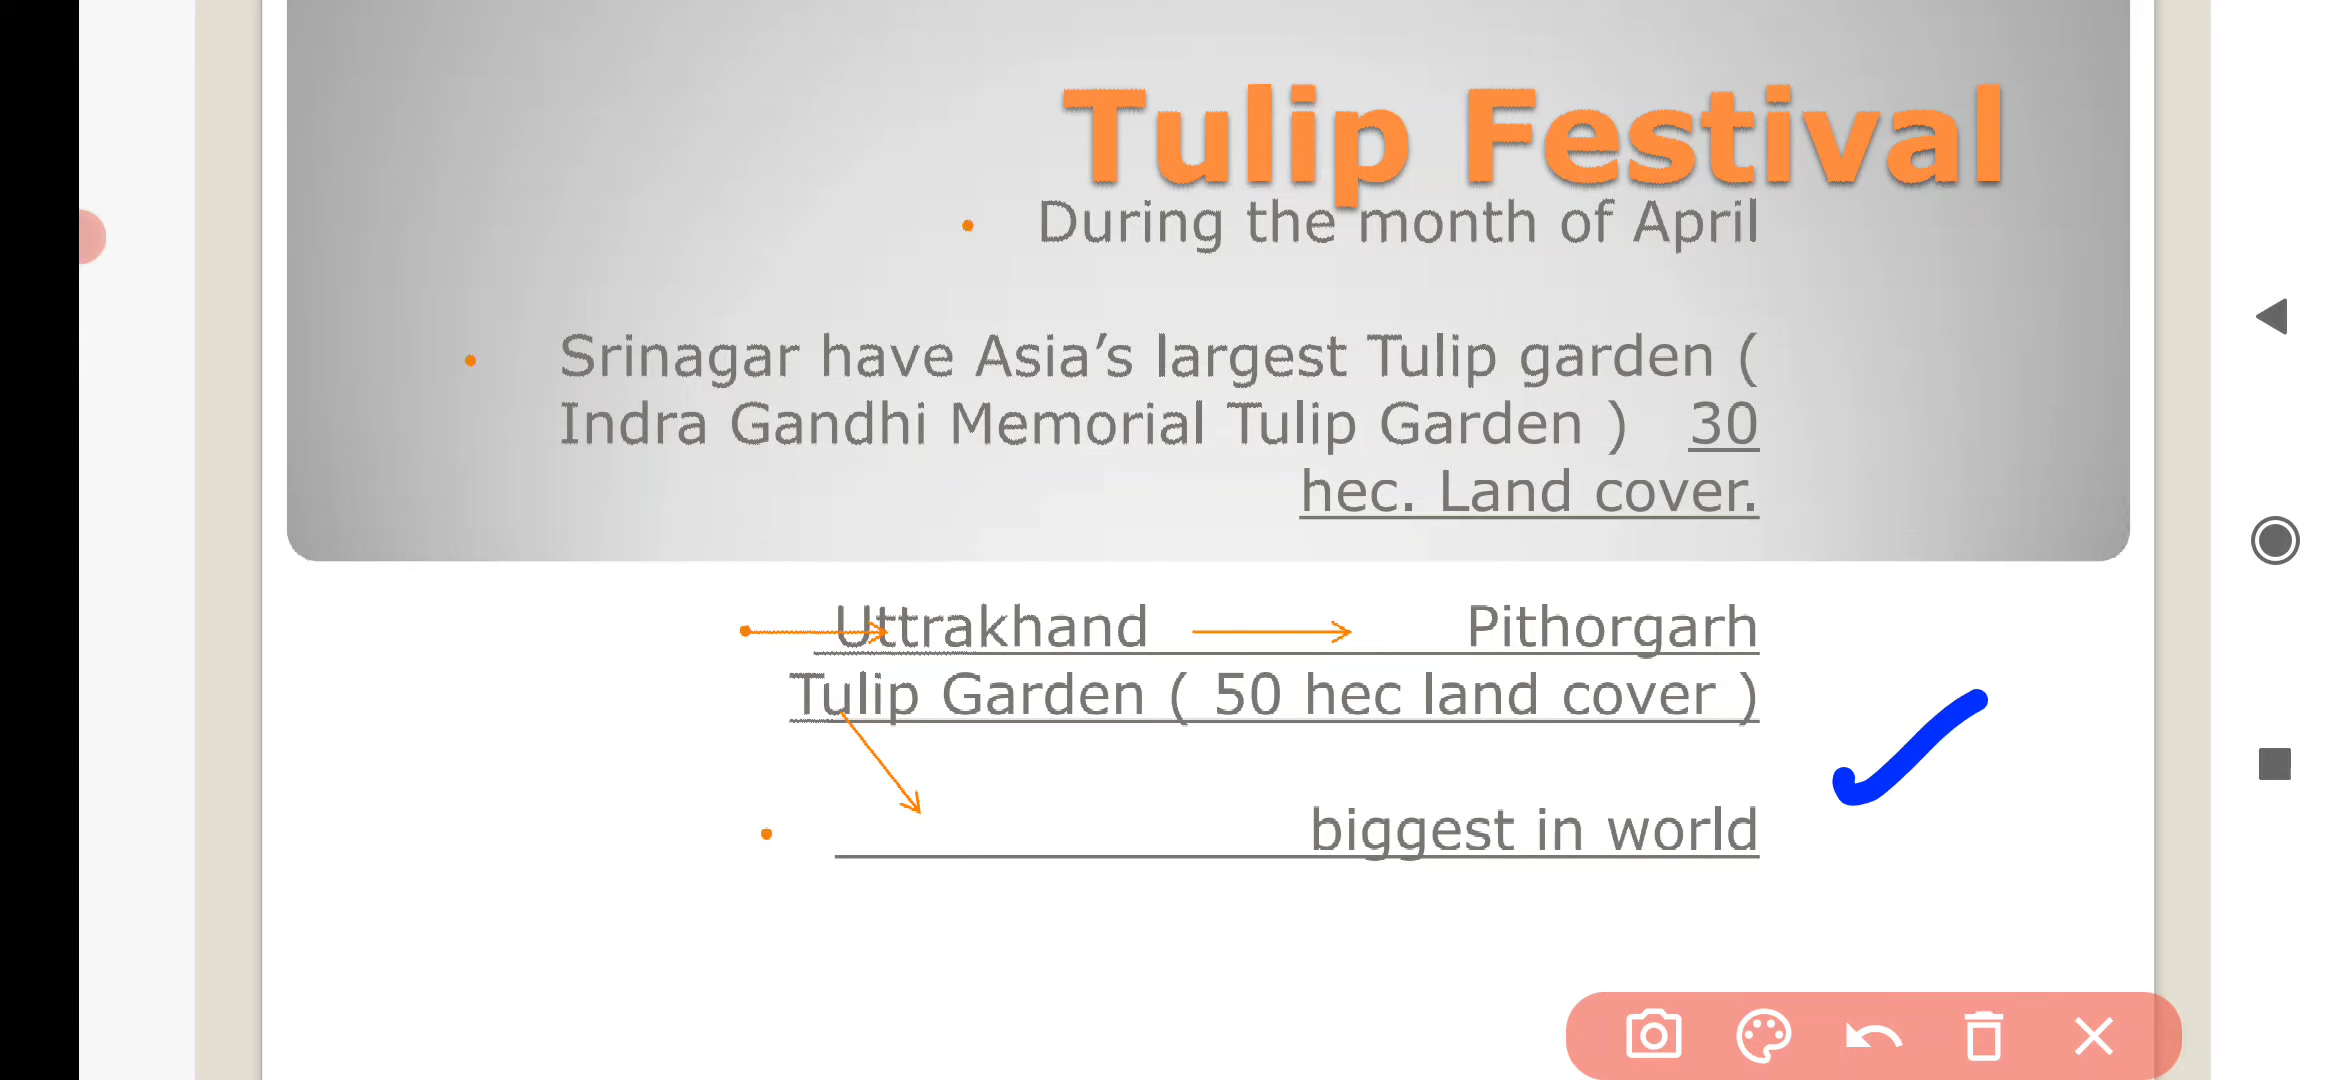 Tulip Festival
• During the month of April
• Srinagar have Asia’s largest Tulip garden (
Indra Gandhi Memorial Tulip Garden ) 30
hec. Land cover.
• Uttrakhand Pithorgarh
Tulip Garden ( 50 hec land cover )
• biggest in world